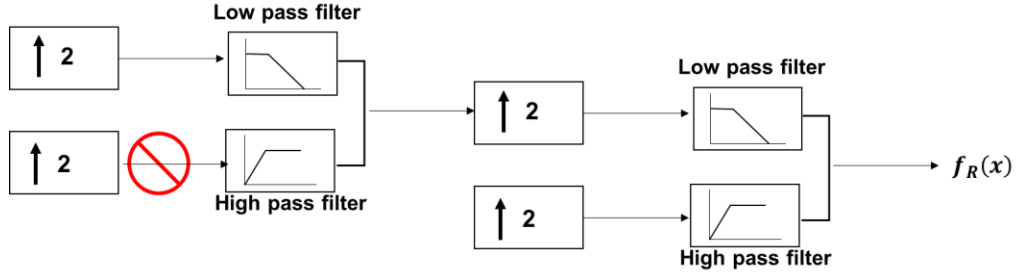 Low pass filter
↑ 2
↑ 2
High pass filter
Low pass filter
↑ 2
↑ 2
High pass filter
f_R(x)